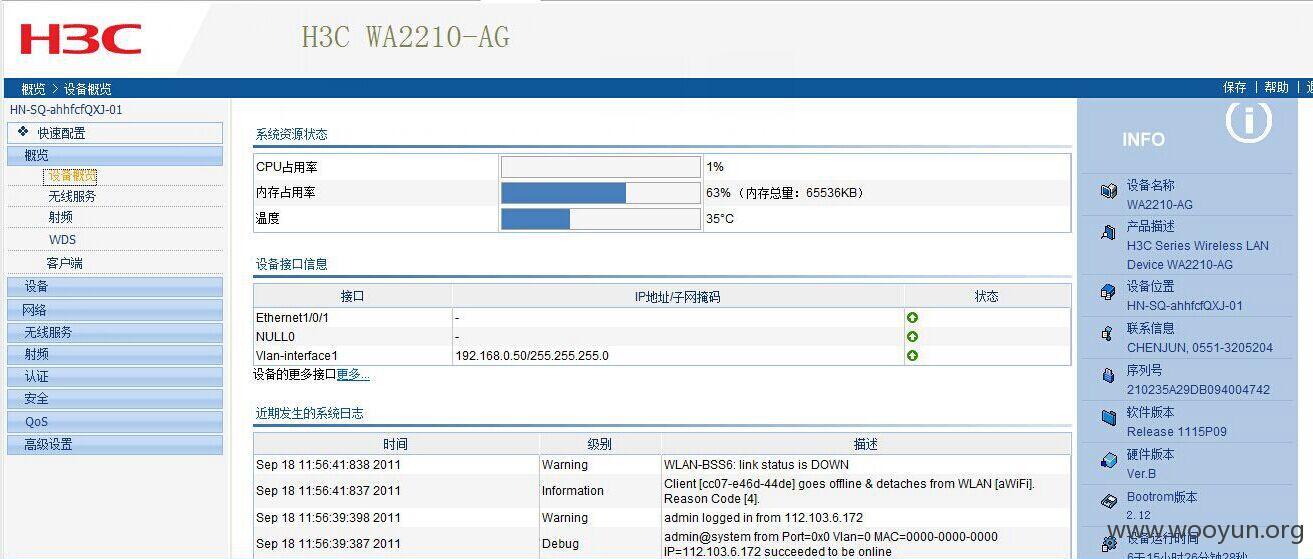 H3C
H3C WA2210-AG
概览 > 设备概览
保存 | 帮助 |
HN-SQ-ahhfcfQXJ-01
快速配置
概览
设备概览
无线服务
射频
WDS
客户端
设备
网络
无线服务
射频
认证
安全
QoS
高级设置
系统资源状态
CPU占用率 1%
内存占用率 63%（内存总量：65536KB）
温度 35°C
设备接口信息
接口 IP地址/子网掩码 状态
Ethernet1/0/1 -
NULL0 -
Vlan-interface1 192.168.0.50/255.255.255.0
设备的更多接口更多...
近期发生的系统日志
时间 级别 描述
Sep 18 11:56:41:838 2011 Warning WLAN-BSS6: link status is DOWN
Sep 18 11:56:41:837 2011 Information Client [cc07-e46d-44de] goes offline & detaches from WLAN [aWiFi].
Reason Code [4].
Sep 18 11:56:39:398 2011 Warning admin logged in from 112.103.6.172
Sep 18 11:56:39:387 2011 Debug admin@system from Port=0x0 Vlan=0 MAC=0000-0000-0000
IP=112.103.6.172 succeeded to be online
INFO
设备名称
WA2210-AG
产品描述
H3C Series Wireless LAN
Device WA2210-AG
设备位置
HN-SQ-ahhfcfQXJ-01
联系信息
CHENJUN, 0551-3205204
序列号
210235A29DB094004742
软件版本
Release 1115P09
硬件版本
Ver.B
Bootrom版本
2.12
设备运行时间
6天15小时26分钟28秒
www.wooyun.org